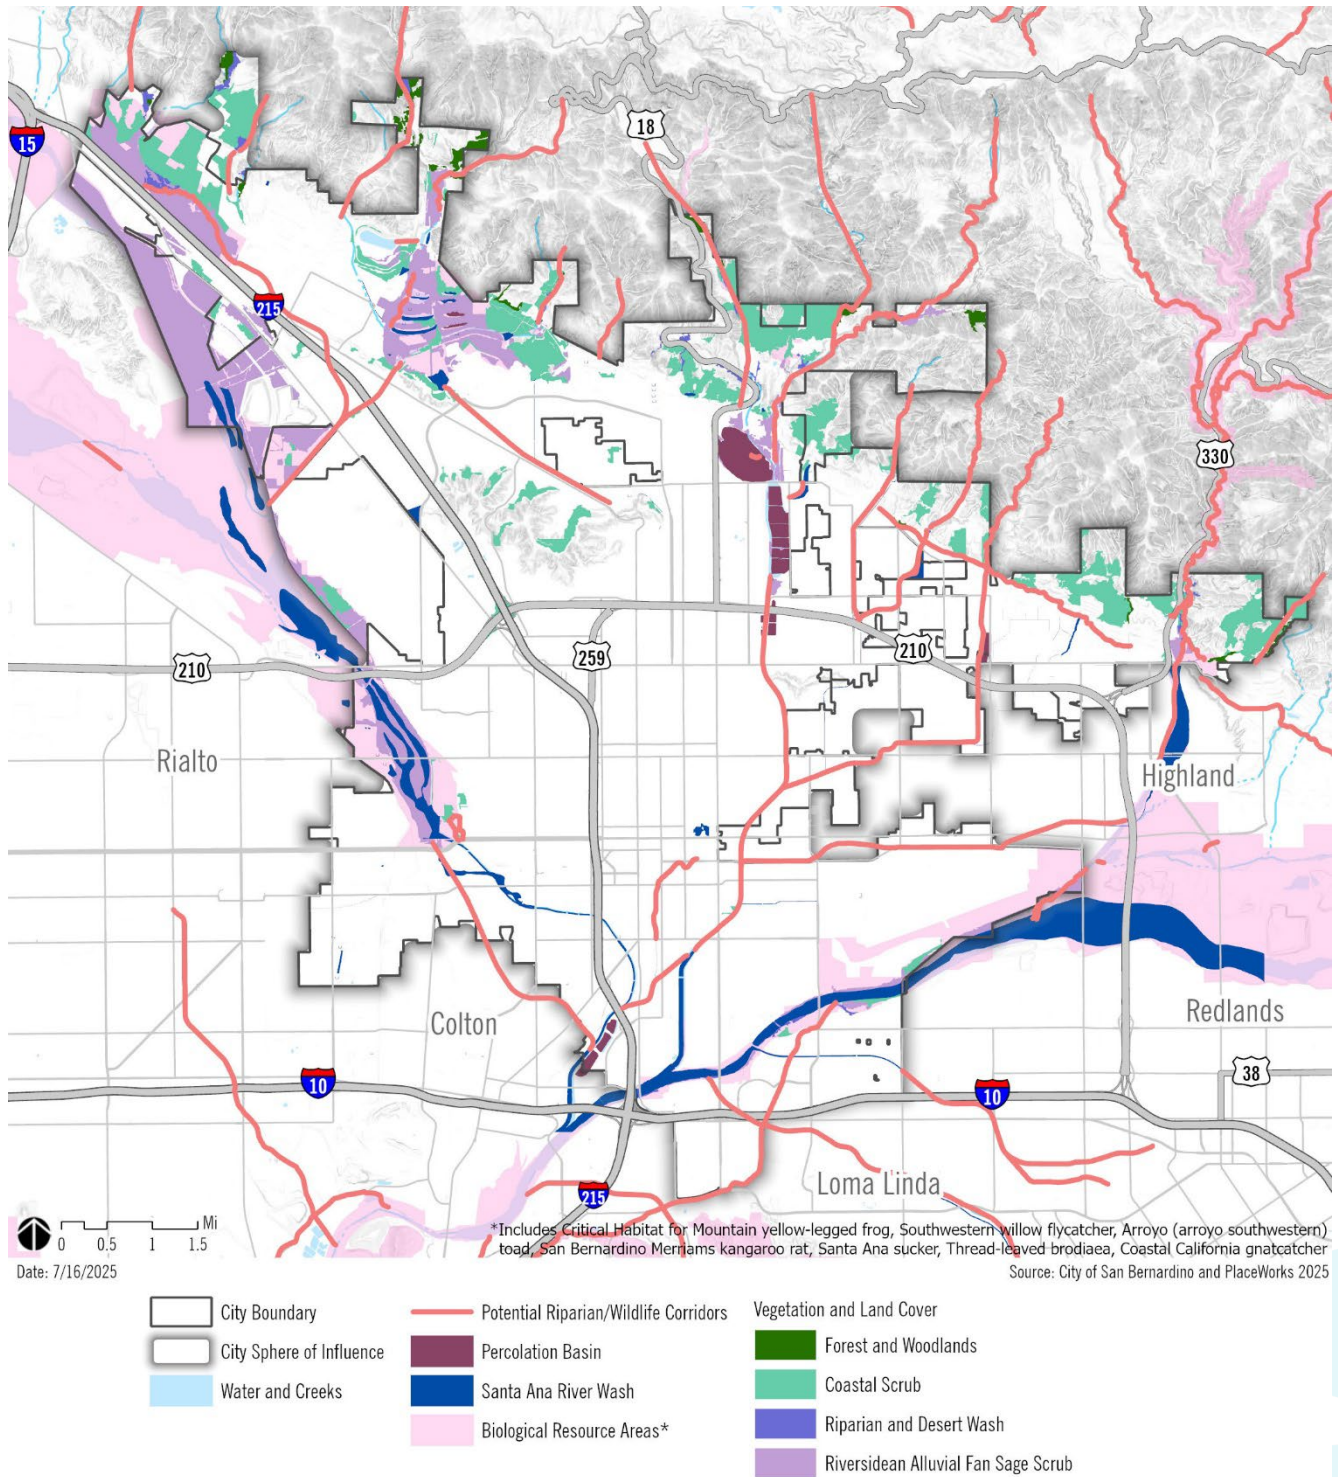 18
15
215
330
210
259
210
Rialto
Highland
Colton
Redlands
10
10
38
Loma Linda
215
Mi
0 0.5 1 1.5
*Includes Critical Habitat for Mountain yellow-legged frog, Southwestern willow flycatcher, Arroyo (arroyo southwestern)
toad, San Bernardino Merriams kangaroo rat, Santa Ana sucker, Thread-leaved brodiaea, Coastal California gnatcatcher
Date: 7/16/2025
Source: City of San Bernardino and PlaceWorks 2025
City Boundary
City Sphere of Influence
Water and Creeks
Potential Riparian/Wildlife Corridors
Percolation Basin
Santa Ana River Wash
Biological Resource Areas*
Vegetation and Land Cover
Forest and Woodlands
Coastal Scrub
Riparian and Desert Wash
Riversidean Alluvial Fan Sage Scrub